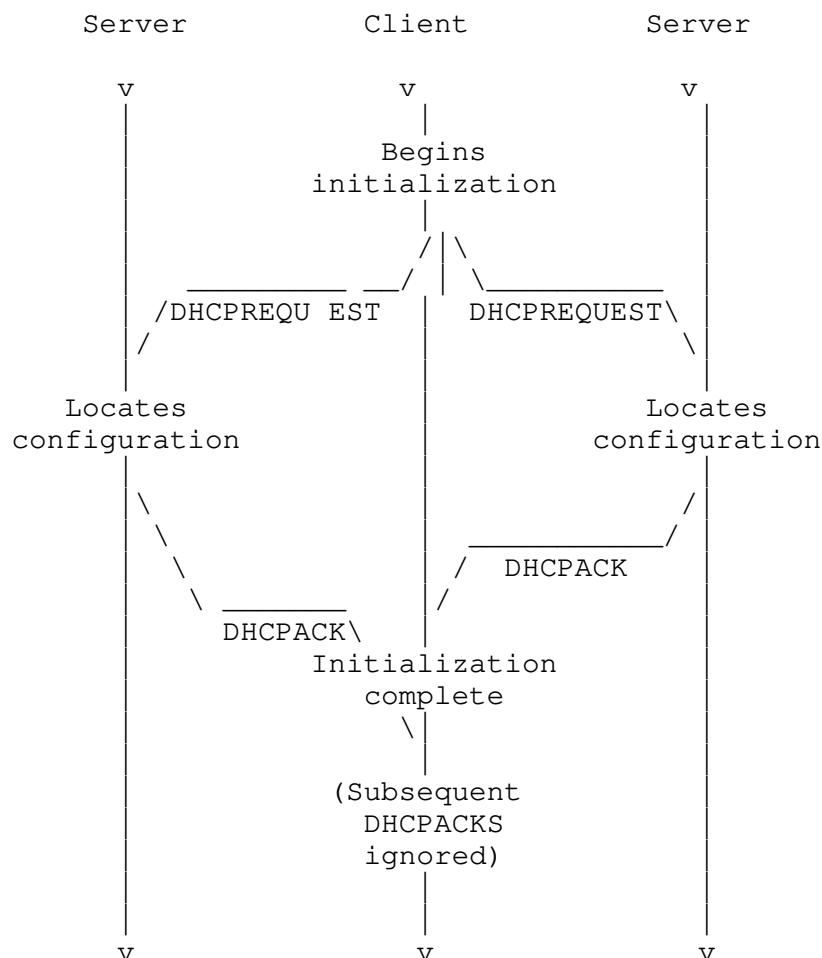 Server Client Server
v v v
Begins
initialization
DHCPREQU EST DHCPREQUEST
Locates Locates
configuration configuration
DHCPACK
DHCPACK
Initialization
complete
(Subsequent
DHCPACKS
ignored)
v v v